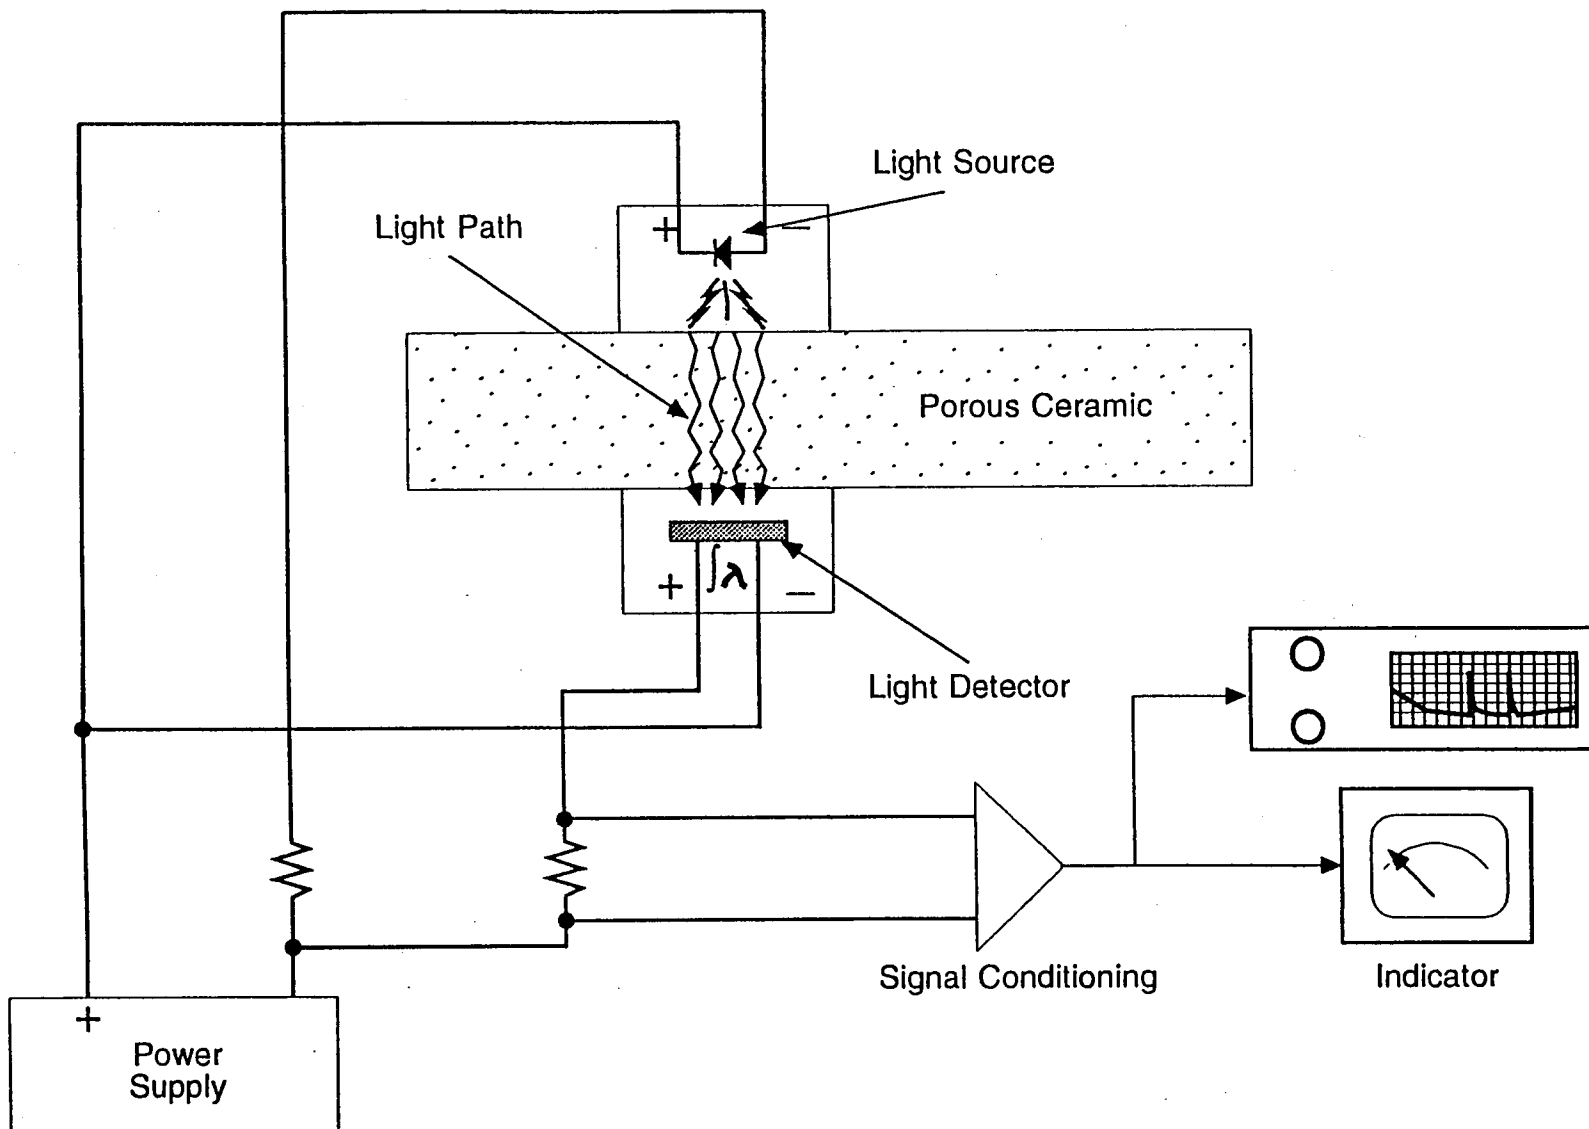 Light Source
+
−
Light Path
Porous Ceramic
∫λ
+
−
Light Detector
Signal Conditioning
Indicator
+
Power
Supply